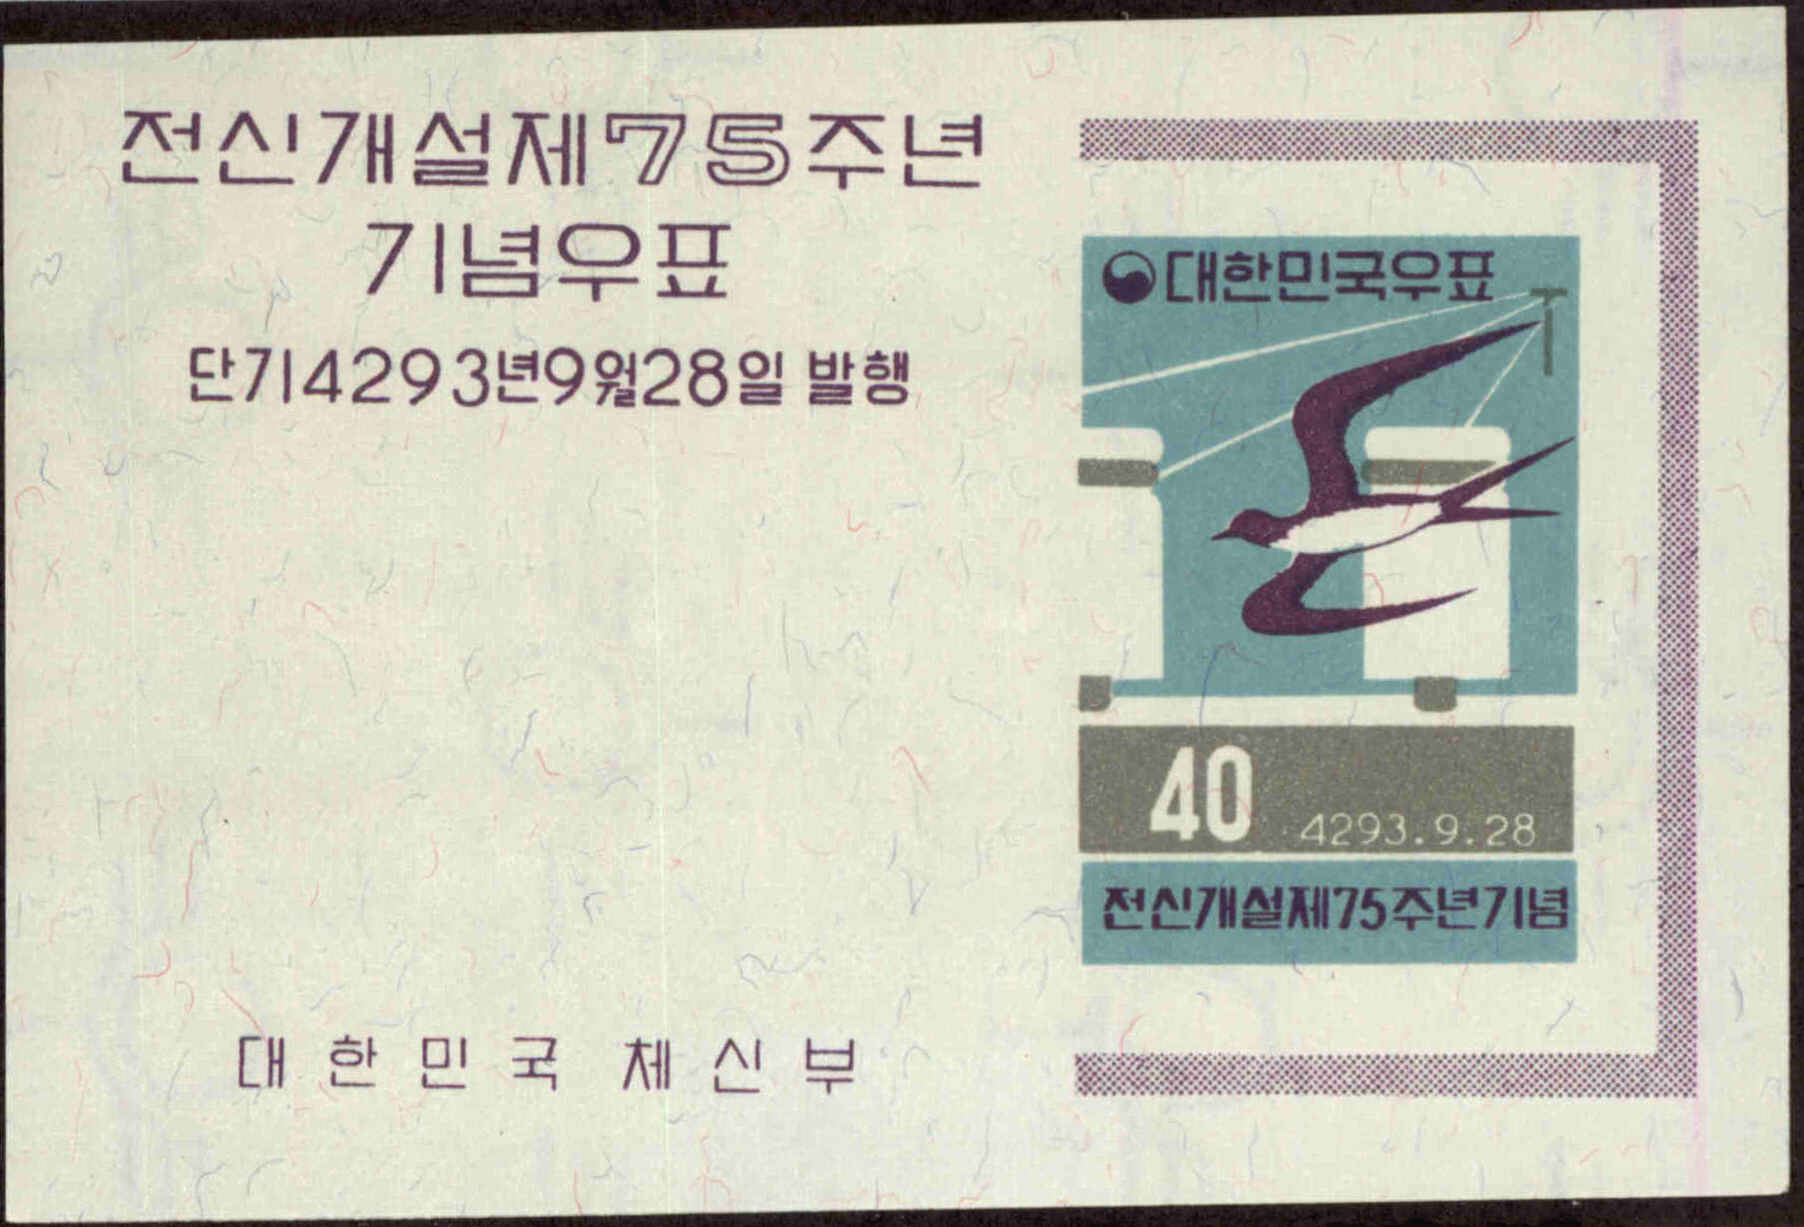 전신개설제75주년
기념우표
단기4293년9월28일 발행
대한민국 체신부
대한민국우표
40 4293.9.28
전신개설제75주년기념